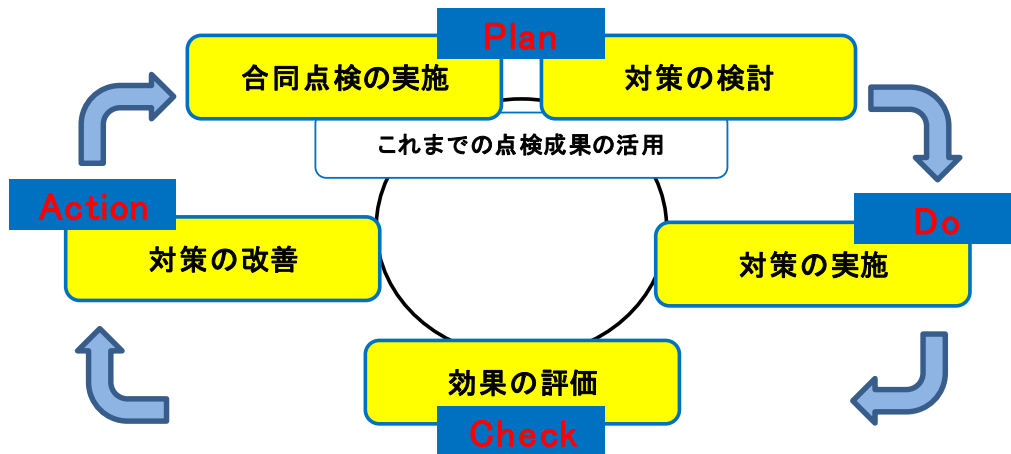 Plan
合同点検の実施
対策の検討
これまでの点検成果の活用
Action
対策の改善
Do
対策の実施
効果の評価
Check